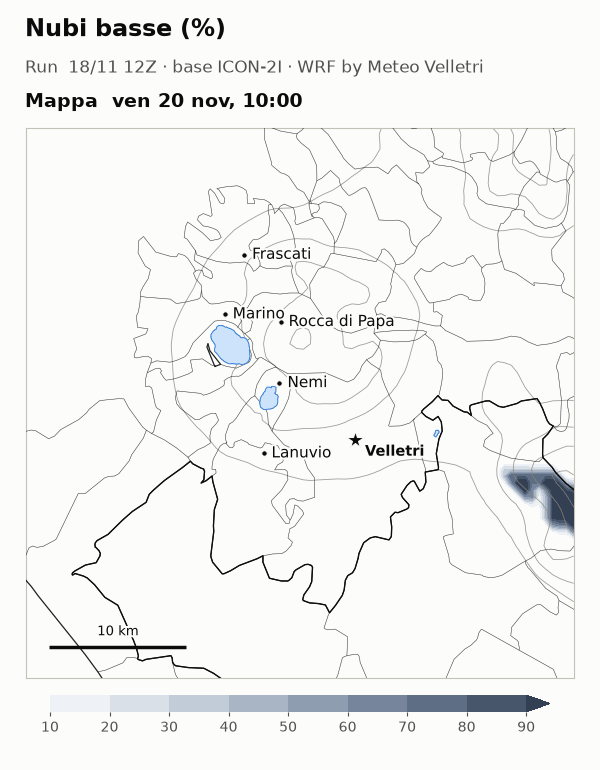 Nubi basse (%)
Run 18/11 12Z · base ICON-2I · WRF by Meteo Velletri
Mappa ven 20 nov, 10:00
Frascati
Marino
Rocca di Papa
Nemi
Velletri
Lanuvio
10 km
10 20 30 40 50 60 70 80 90